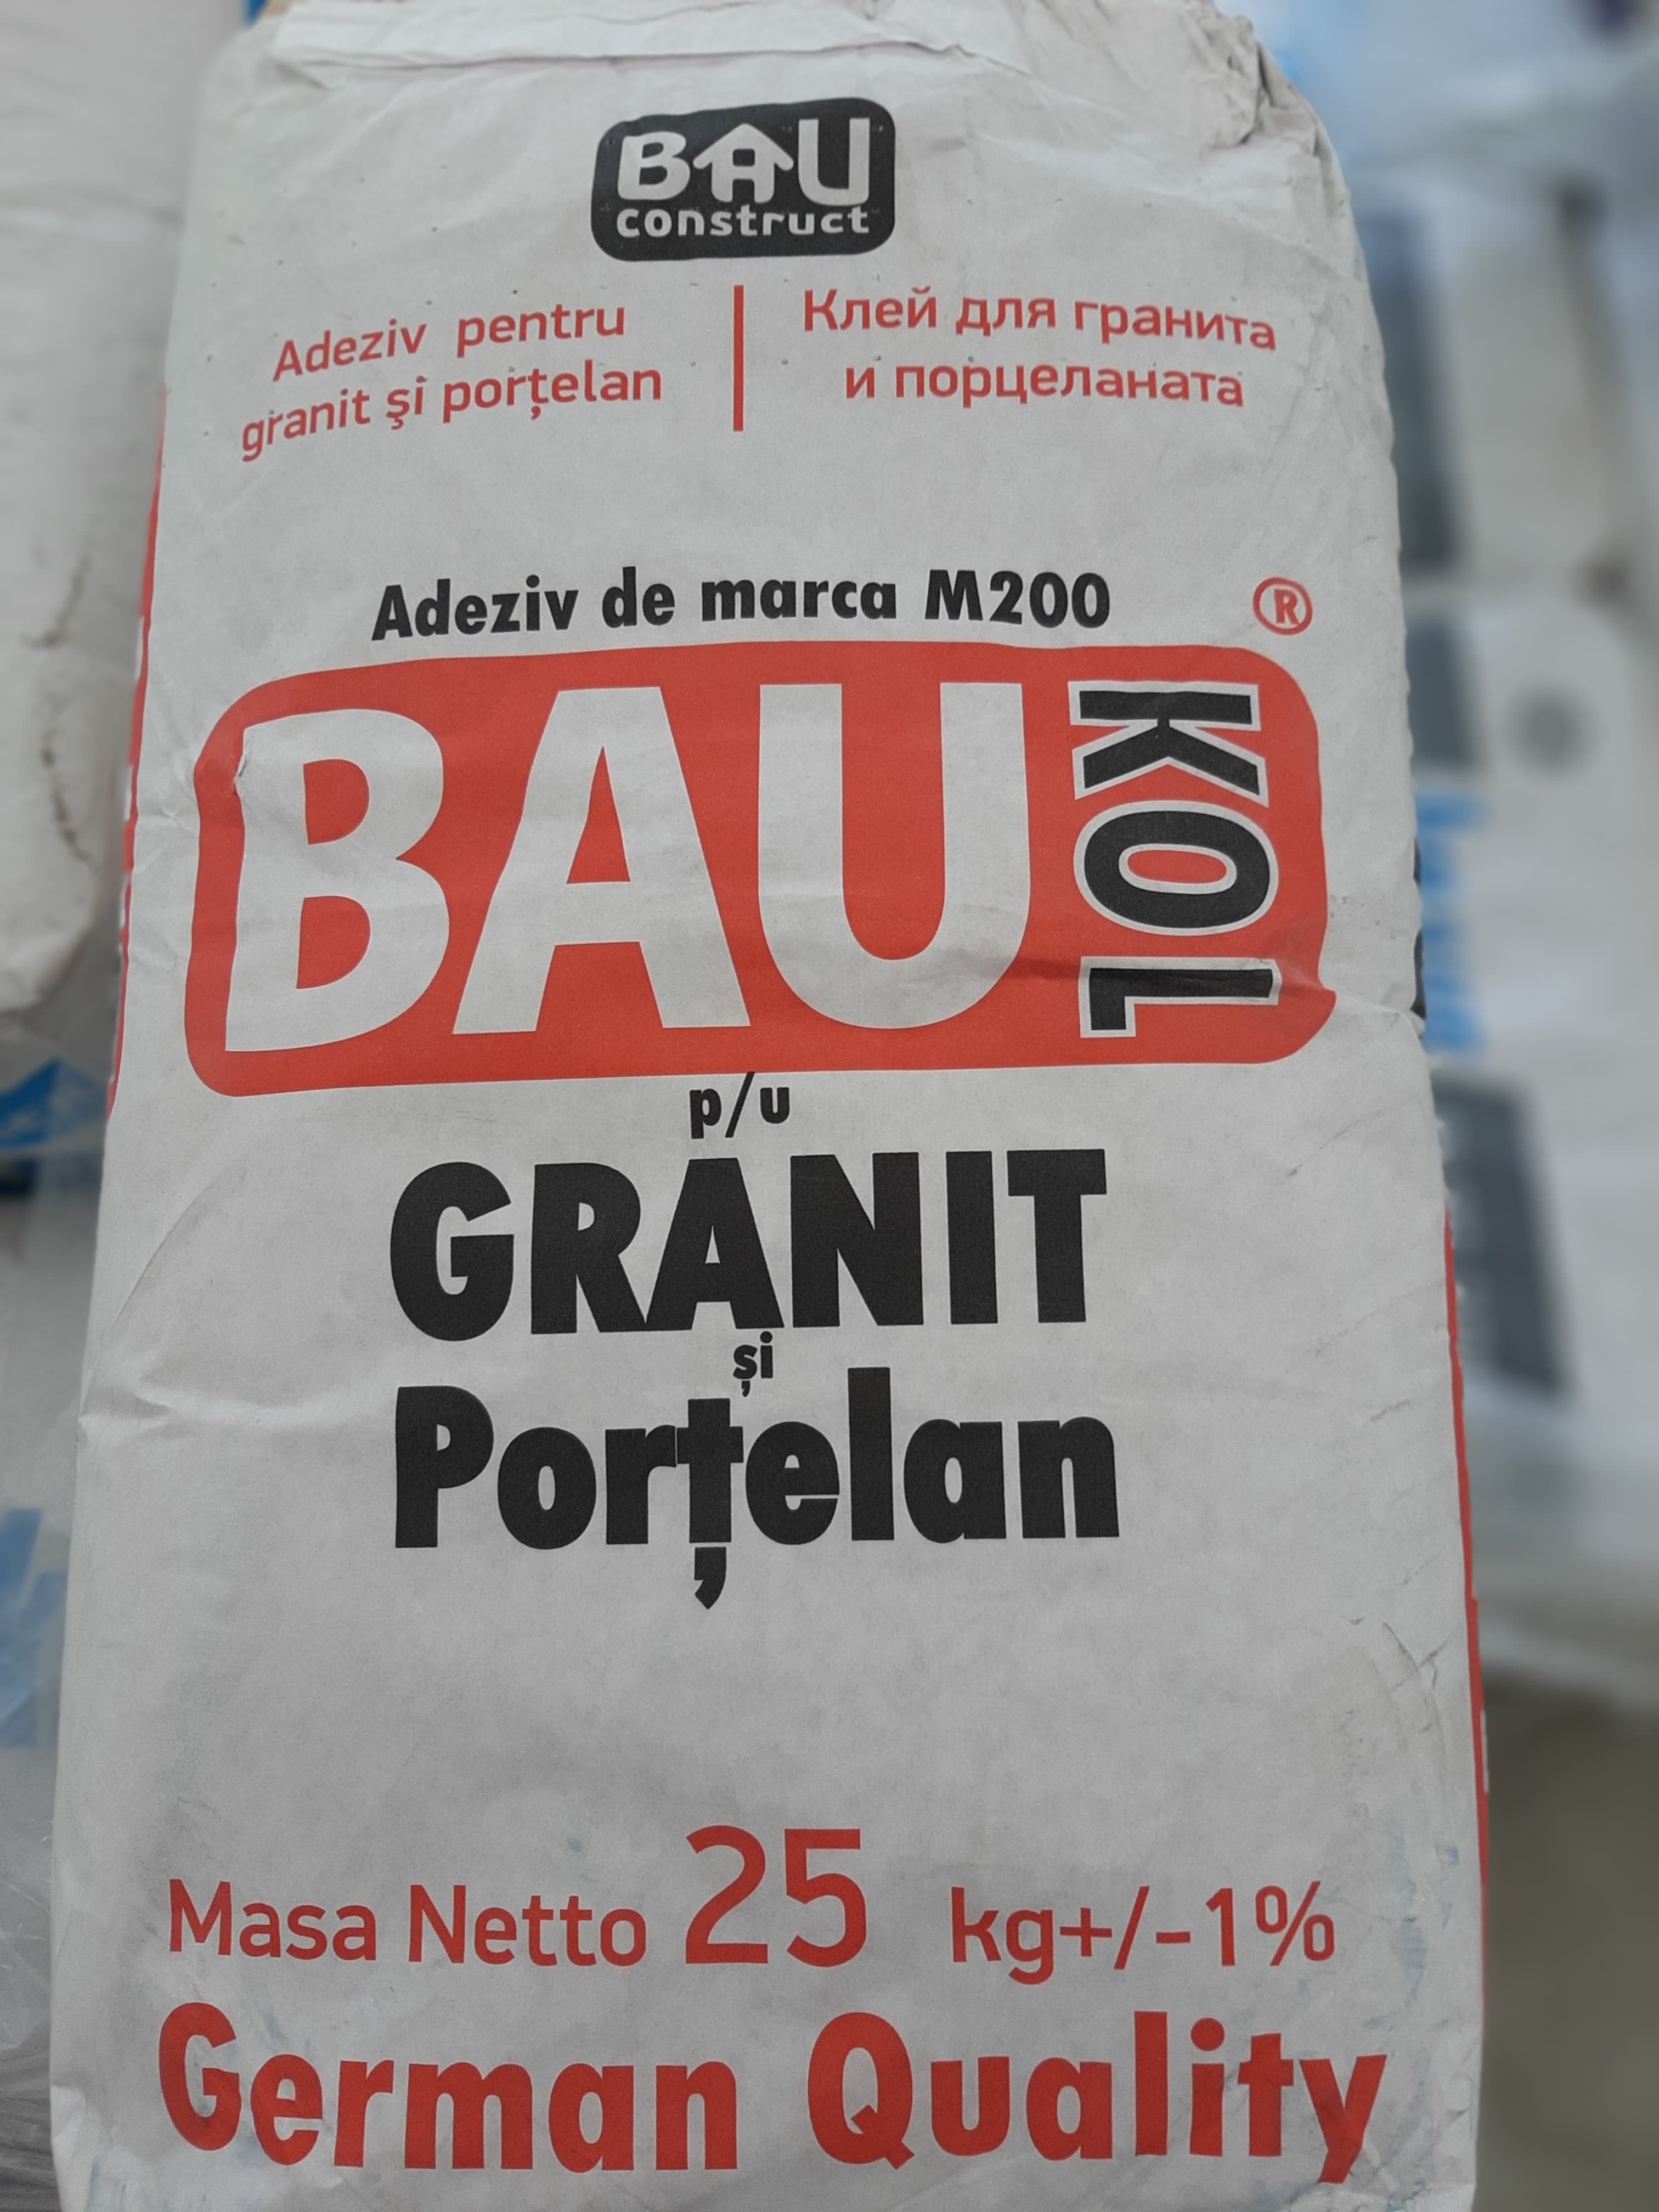 BAU
construct
Adeziv pentru
granit şi porțelan
Клей для гранита
и порцеланата
Adeziv de marca M200
®
BAU KOL
p/u
GRANIT
și
Porțelan
Masa Netto 25 kg+/-1%
German Quality